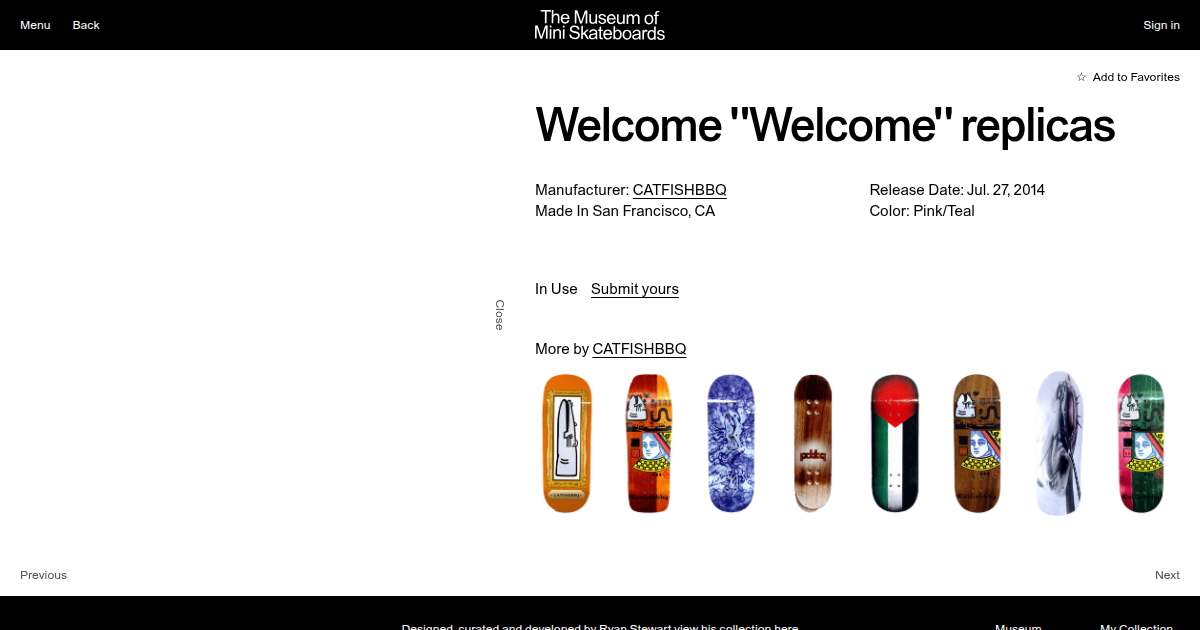 Menu
Back
The Museum of
Mini Skateboards
Sign in
☆ Add to Favorites
Welcome "Welcome" replicas
Manufacturer: CATFISHBBQ
Made In San Francisco, CA
Release Date: Jul. 27, 2014
Color: Pink/Teal
In Use Submit yours
Close
More by CATFISHBBQ
CATFISHBBQ
Previous
Next
Designed, curated and developed by Ryan Stewart view his collection here
Museum
My Collection